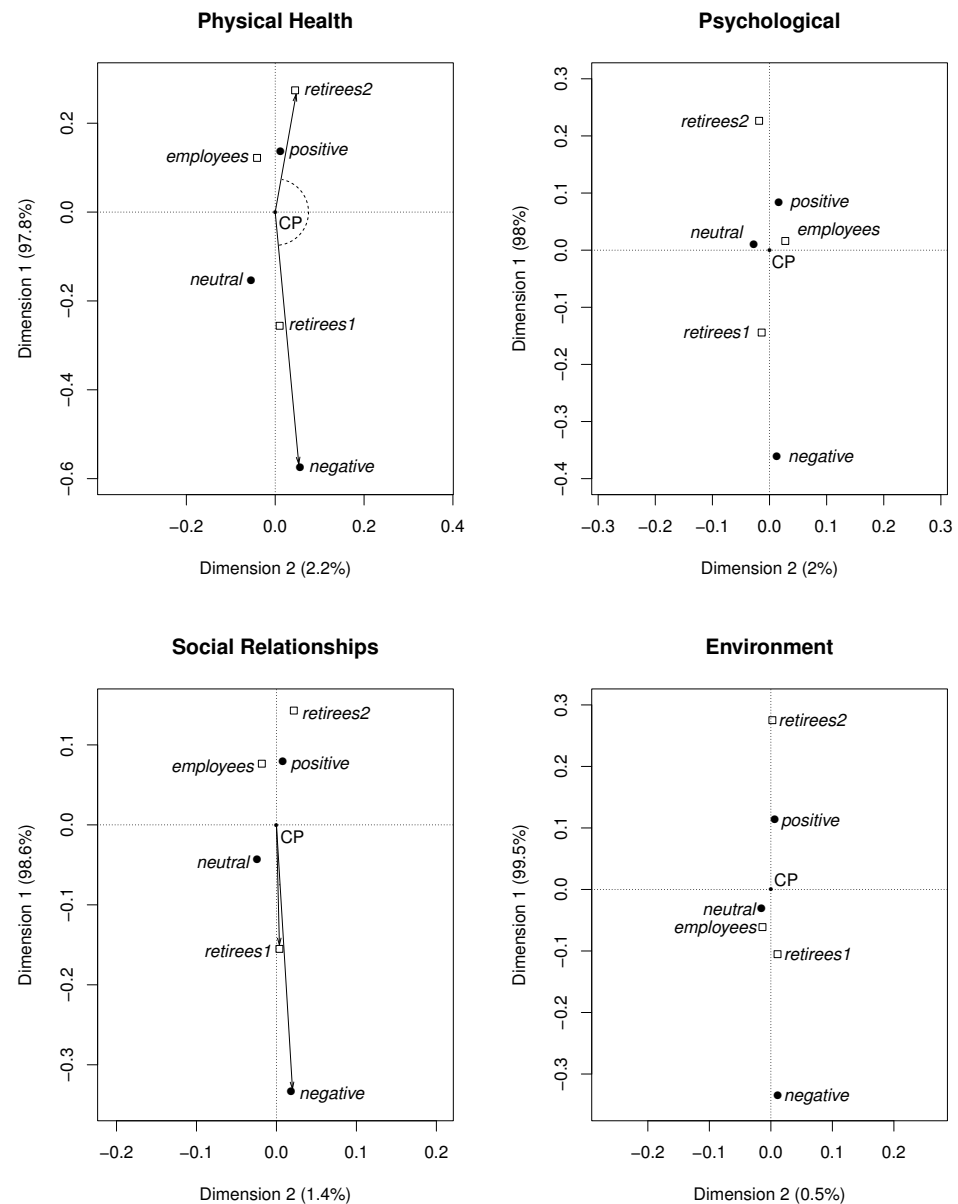 Physical Health
Dimension 1 (97.8%)
0.2
0.0
−0.2
−0.4
−0.6
retirees2
employees
positive
CP
neutral
retirees1
negative
−0.2
0.0
0.2
0.4
Dimension 2 (2.2%)
Psychological
Dimension 1 (98%)
0.3
0.2
0.1
0.0
−0.1
−0.2
−0.3
−0.4
retirees2
positive
employees
neutral
CP
retirees1
negative
−0.3
−0.2
−0.1
0.0
0.1
0.2
0.3
Dimension 2 (2%)
Social Relationships
Dimension 1 (98.6%)
0.1
0.0
−0.1
−0.2
−0.3
retirees2
employees
positive
CP
neutral
retirees1
negative
−0.2
−0.1
0.0
0.1
0.2
Dimension 2 (1.4%)
Environment
Dimension 1 (99.5%)
0.3
0.2
0.1
0.0
−0.1
−0.2
−0.3
retirees2
positive
CP
neutral
employees
retirees1
negative
−0.2
−0.1
0.0
0.1
0.2
Dimension 2 (0.5%)